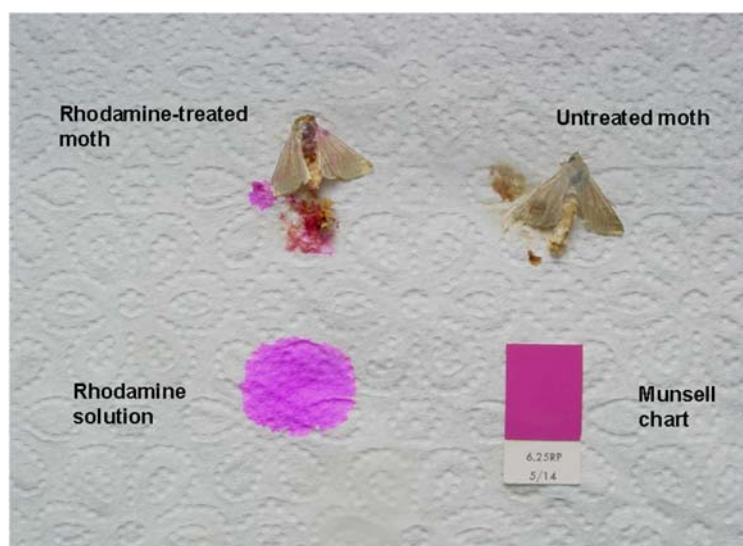 Rhodamine-treated
moth
Untreated moth
Rhodamine
solution
Munsell
chart
6.25RP
5/14